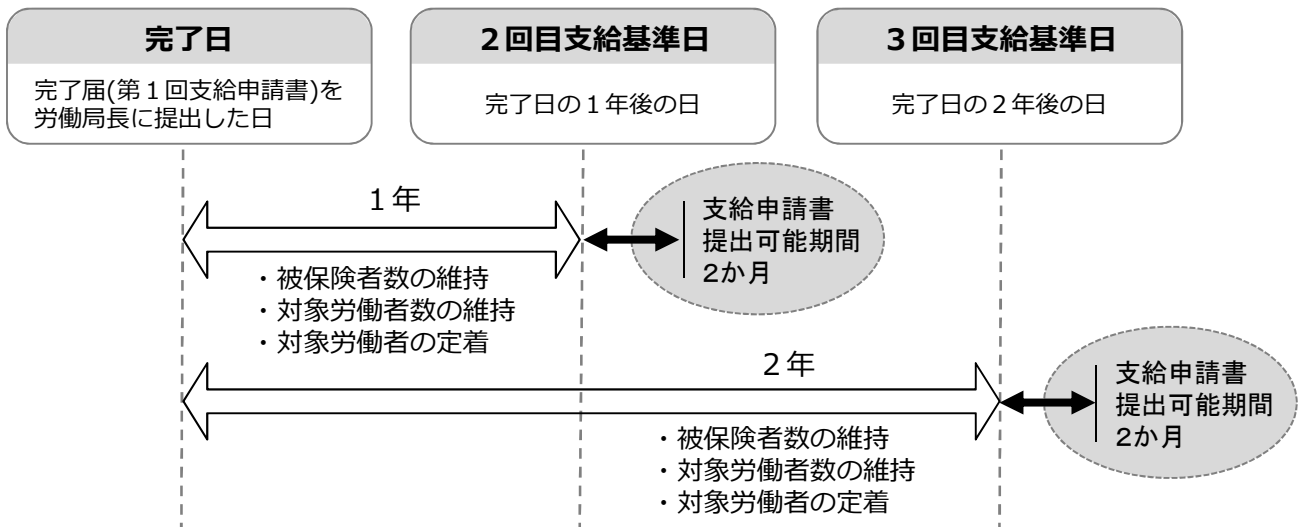 完了日
完了届(第１回支給申請書)を
労働局長に提出した日
２回目支給基準日
完了日の１年後の日
３回目支給基準日
完了日の２年後の日
１年
・被保険者数の維持
・対象労働者数の維持
・対象労働者の定着
支給申請書
提出可能期間
2か月
２年
・被保険者数の維持
・対象労働者数の維持
・対象労働者の定着
支給申請書
提出可能期間
2か月